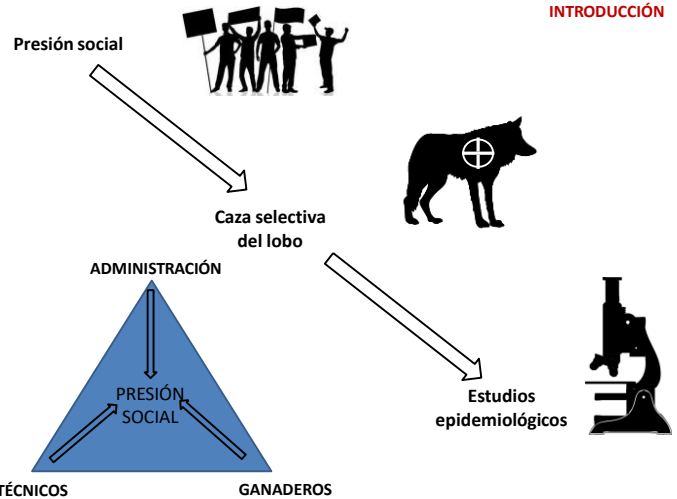 INTRODUCCIÓN
Presión social
Caza selectiva
del lobo
ADMINISTRACIÓN
PRESIÓN
SOCIAL
Estudios
epidemiológicos
TÉCNICOS
GANADEROS